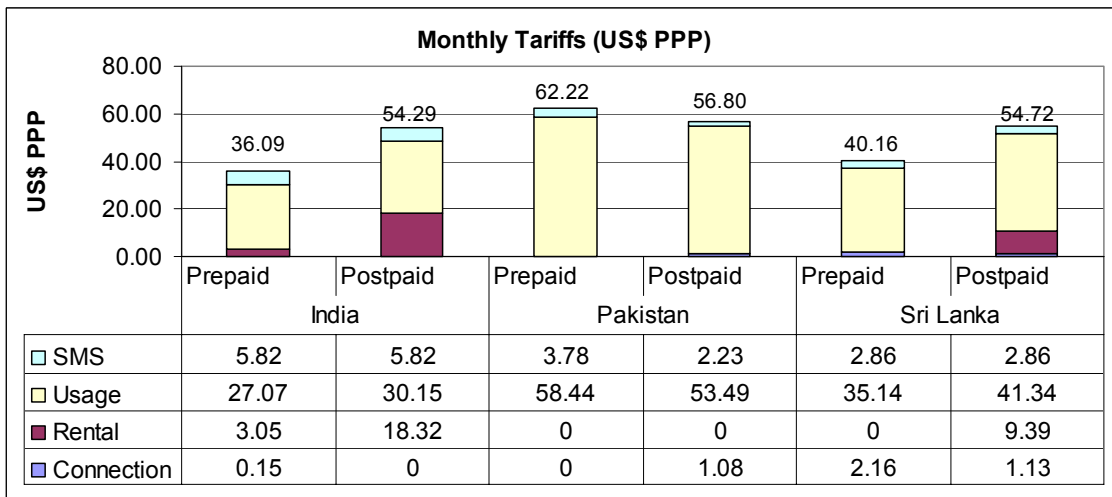 Monthly Tariffs (US$ PPP)
US$ PPP
80.00
60.00
40.00
20.00
0.00
36.09
54.29
62.22
56.80
40.16
54.72
Prepaid Postpaid Prepaid Postpaid Prepaid Postpaid
India Pakistan Sri Lanka
SMS 5.82 5.82 3.78 2.23 2.86 2.86
Usage 27.07 30.15 58.44 53.49 35.14 41.34
Rental 3.05 18.32 0 0 0 9.39
Connection 0.15 0 0 1.08 2.16 1.13